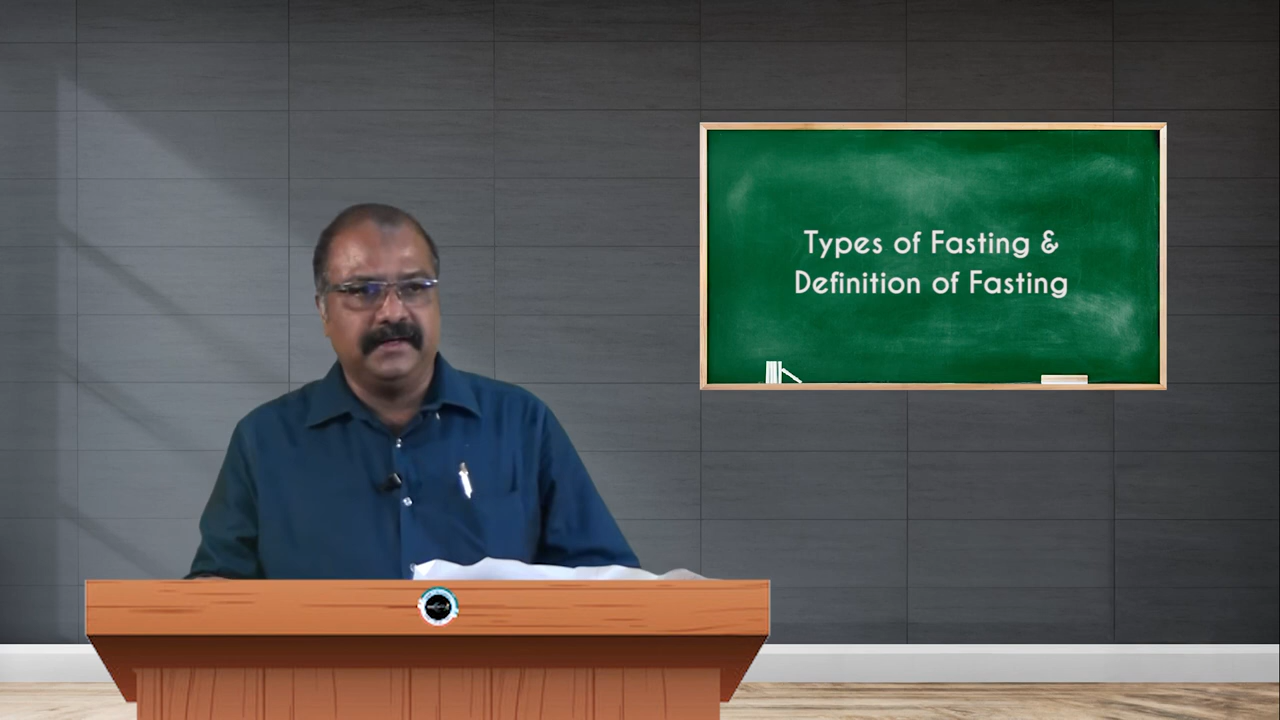 Types of Fasting &
Definition of Fasting